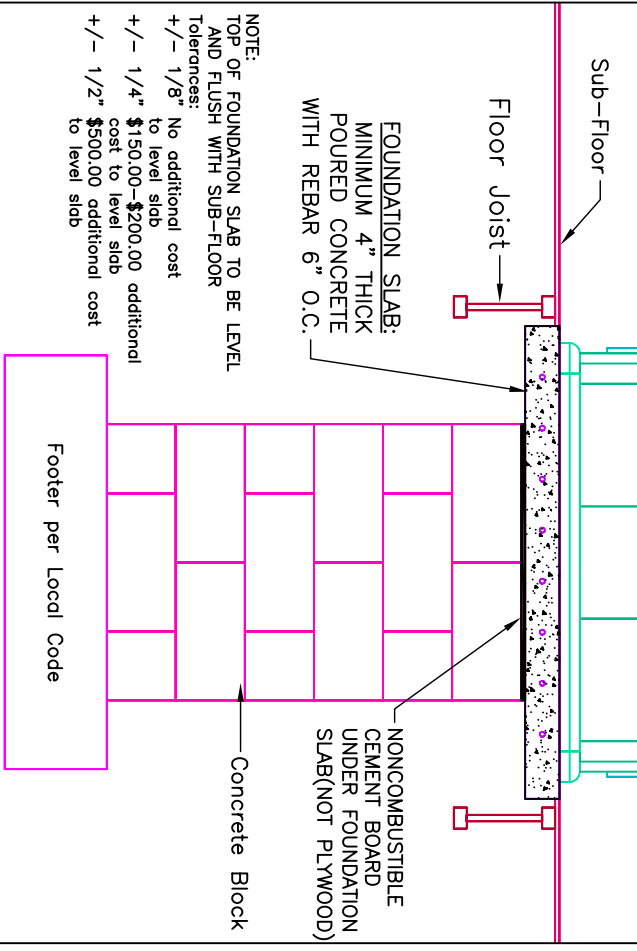 Sub-Floor
Floor Joist
FOUNDATION SLAB:
MINIMUM 4" THICK
POURED CONCRETE
WITH REBAR 6" O.C.
NOTE:
TOP OF FOUNDATION SLAB TO BE LEVEL
AND FLUSH WITH SUB-FLOOR
Tolerances:
+/- 1/8" No additional cost
to level slab
+/- 1/4" $150.00-$200.00 additional
cost to level slab
+/- 1/2" $500.00 additional cost
to level slab
NONCOMBUSTIBLE
CEMENT BOARD
UNDER FOUNDATION
SLAB(NOT PLYWOOD)
Concrete Block
Footer per Local Code